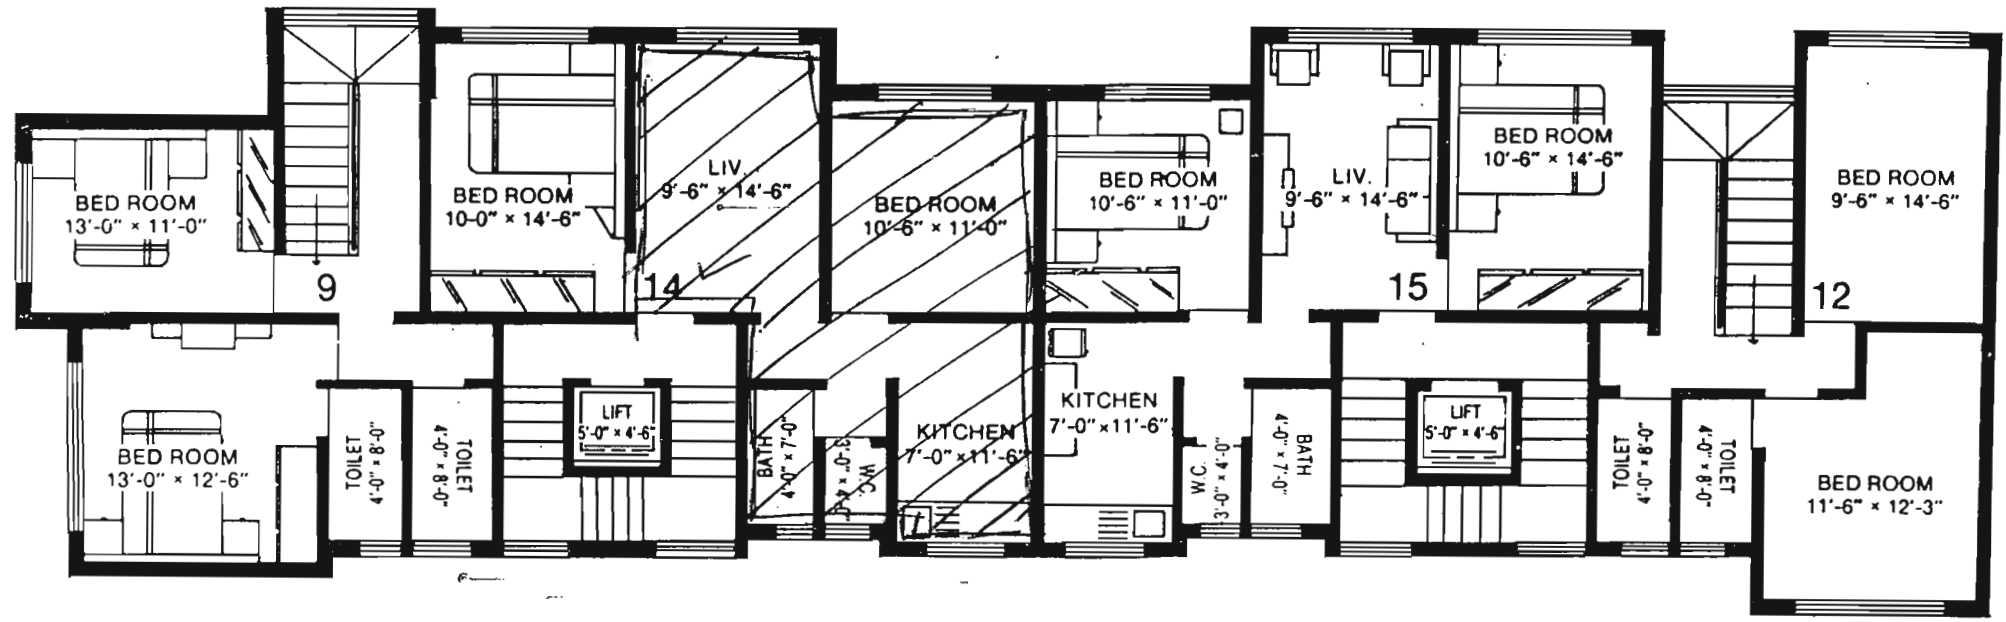 BED ROOM
13'-0" × 11'-0"
9
BED ROOM
10-0" × 14'-6"
LIV.
9'-6" × 14'-6"
14
BED ROOM
10'-6" × 11'-0"
BED ROOM
10'-6" × 11'-0"
LIV.
9'-6" × 14'-6"
15
BED ROOM
10'-6" × 14'-6"
BED ROOM
9'-6" × 14'-6"
12
BED ROOM
13'-0" × 12'-6"
TOILET
4'-0" × 8'-0"
TOILET
4'-0" × 8'-0"
LIFT
5'-0" × 4'-6"
BATH
4'-0" × 7'-0"
W.C.
3'-0" × 4'-0"
KITCHEN
7'-0" × 11'-6"
KITCHEN
7'-0" × 11'-6"
W.C.
3'-0" × 4'-0"
BATH
4'-0" × 7'-0"
LIFT
5'-0" × 4'-6"
TOILET
4'-0" × 8'-0"
TOILET
4'-0" × 8'-0"
BED ROOM
11'-6" × 12'-3"